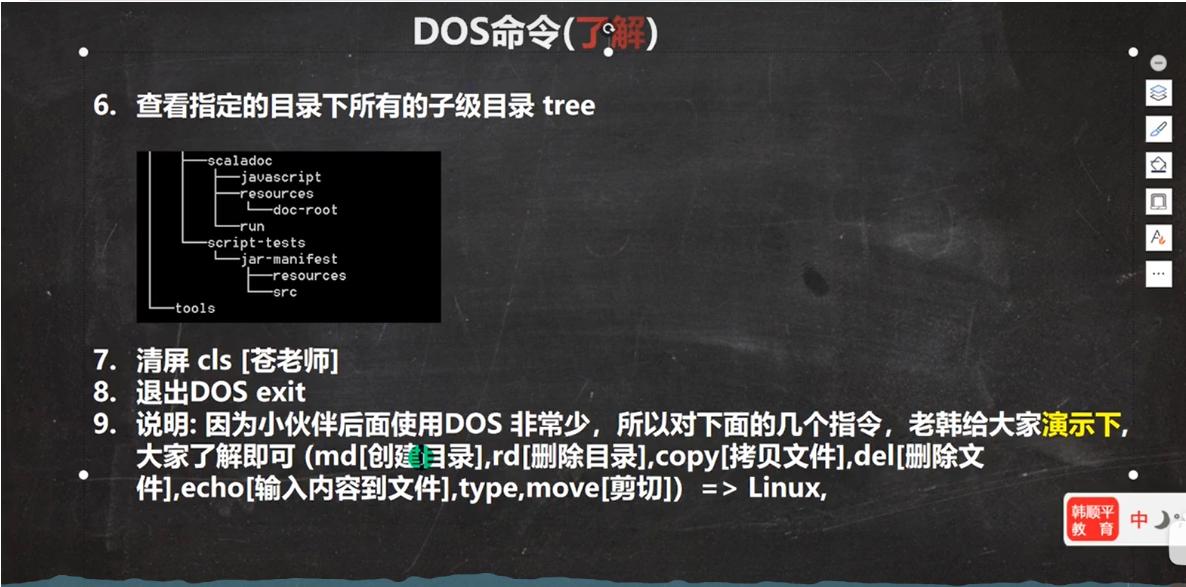 DOS命令(了解)
6. 查看指定的目录下所有的子级目录 tree
scaladoc
javascript
resources
doc-root
run
script-tests
jar-manifest
resources
src
tools
7. 清屏 cls [苍老师]
8. 退出DOS exit
9. 说明: 因为小伙伴后面使用DOS 非常少，所以对下面的几个指令，老韩给大家演示下,
大家了解即可 (md[创建目录],rd[删除目录],copy[拷贝文件],del[删除文
件],echo[输入内容到文件],type,move[剪切]）=> Linux,
韩顺平
教 育
中